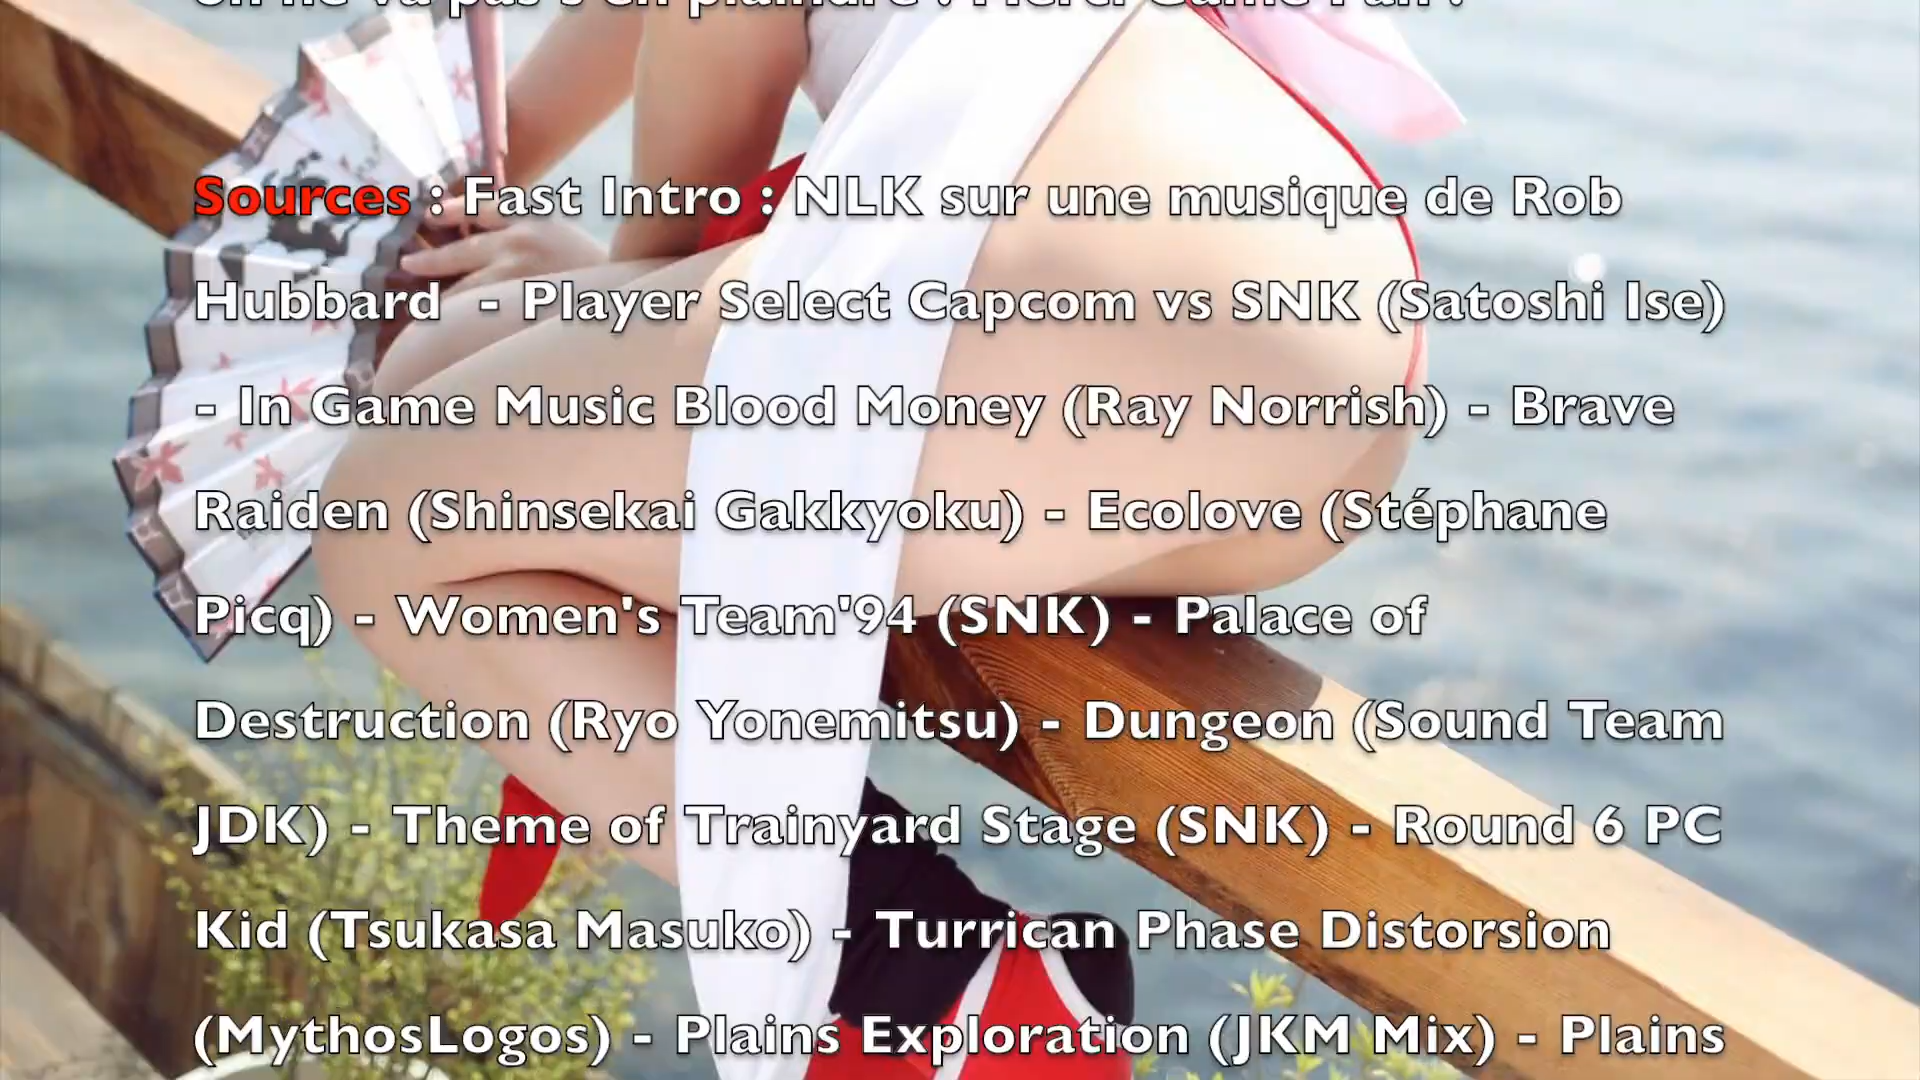 Sources : Fast Intro : NLK sur une musique de Rob
Hubbard - Player Select Capcom vs SNK (Satoshi Ise)
- In Game Music Blood Money (Ray Norrish) - Brave
Raiden (Shinsekai Gakkyoku) - Ecolove (Stéphane
Picq) - Women's Team'94 (SNK) - Palace of
Destruction (Ryo Yonemitsu) - Dungeon (Sound Team
JDK) - Theme of Trainyard Stage (SNK) - Round 6 PC
Kid (Tsukasa Masuko) - Turrican Phase Distorsion
(MythosLogos) - Plains Exploration (JKM Mix) - Plains